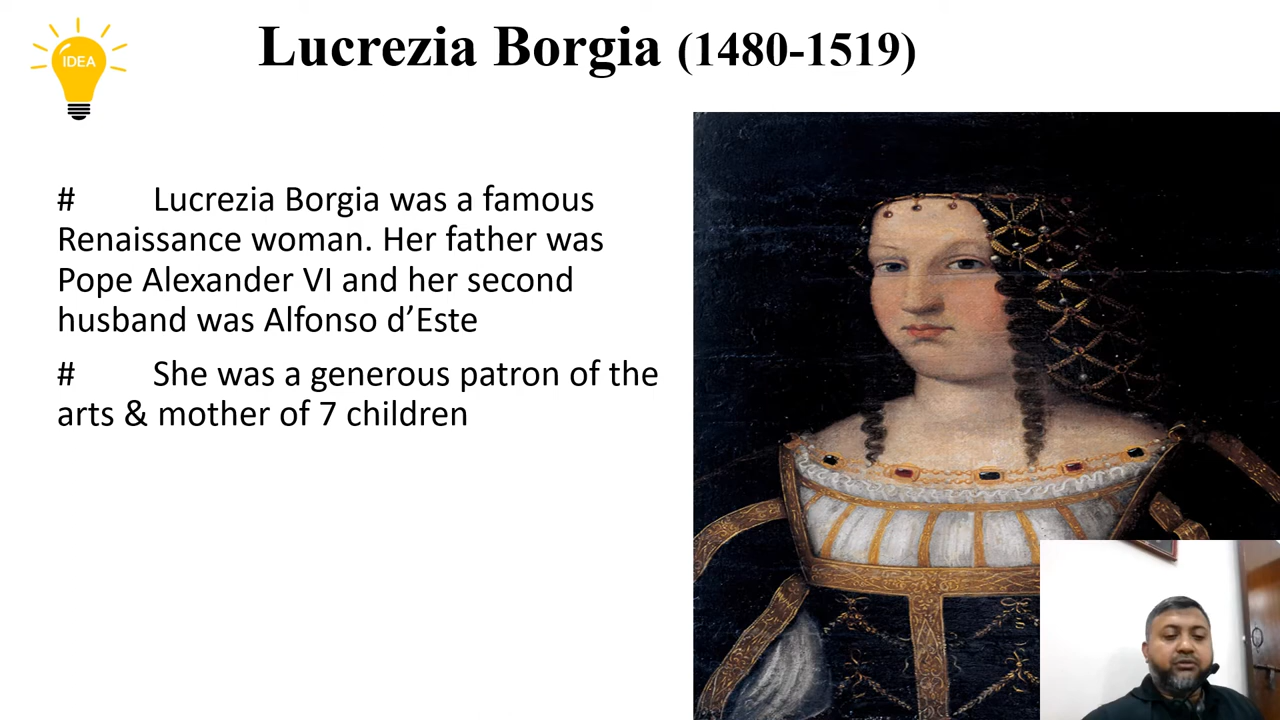 IDEA
Lucrezia Borgia (1480-1519)
# Lucrezia Borgia was a famous
Renaissance woman. Her father was
Pope Alexander VI and her second
husband was Alfonso d’Este
# She was a generous patron of the
arts & mother of 7 children